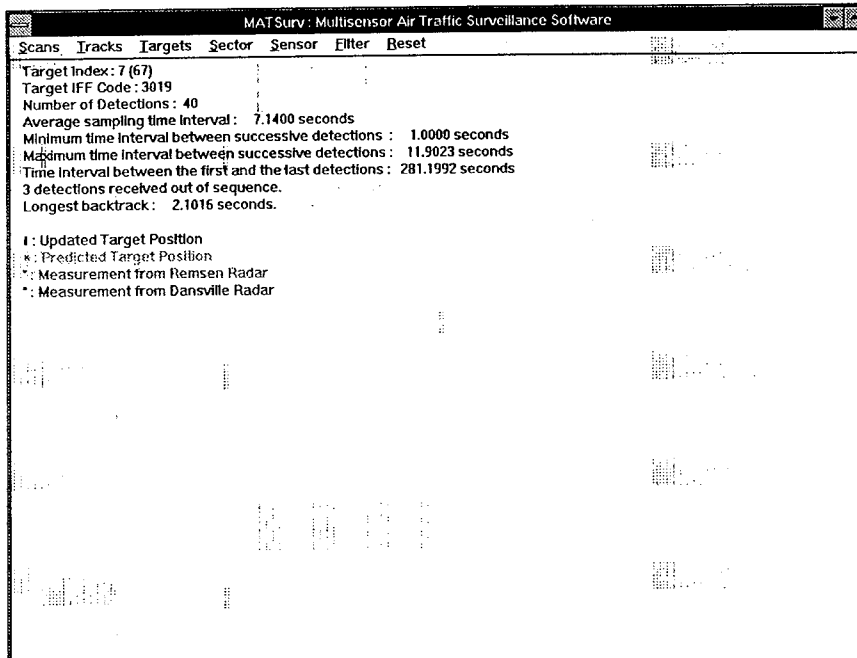 MATSurv : Multisensor Air Traffic Surveillance Software
Scans Tracks Targets Sector Sensor Filter Reset
Target Index : 7 (67)
Target IFF Code : 3019
Number of Detections : 40
Average sampling time interval : 7.1400 seconds
Minimum time interval between successive detections : 1.0000 seconds
Maximum time interval between successive detections : 11.9023 seconds
Time interval between the first and the last detections : 281.1992 seconds
3 detections received out of sequence.
Longest backtrack : 2.1016 seconds.
: Updated Target Position
* : Predicted Target Position
* : Measurement from Remsen Radar
* : Measurement from Dansville Radar